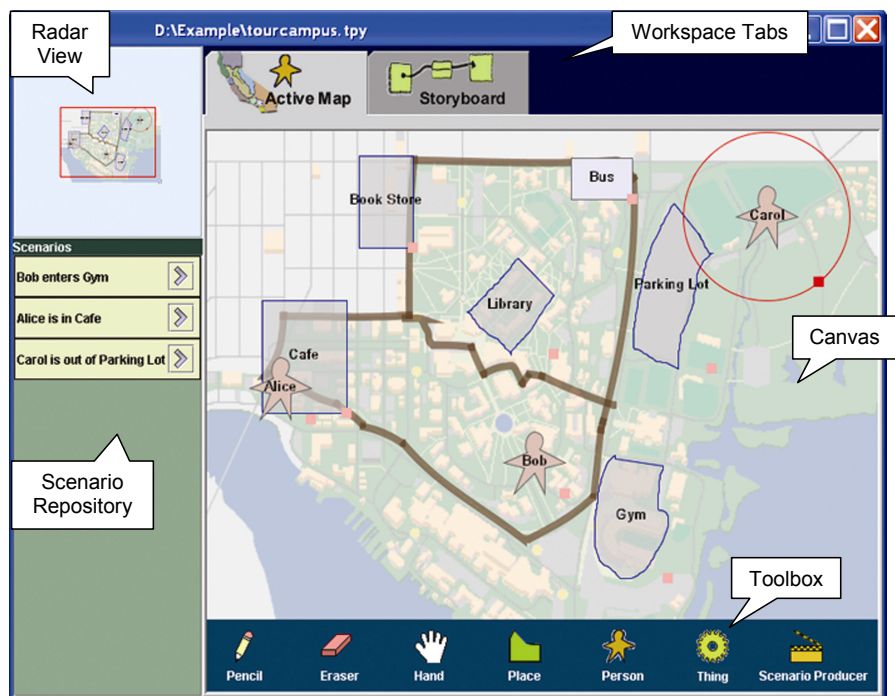 Radar
View
D:\Example\tourcampus.tpy
Workspace Tabs
Active Map
Storyboard
Book Store
Bus
Carol
Library
Parking Lot
Cafe
Alice
Bob
Gym
Canvas
Scenarios
Bob enters Gym
Alice is in Cafe
Carol is out of Parking Lot
Scenario
Repository
Toolbox
Pencil
Eraser
Hand
Place
Person
Thing
Scenario Producer